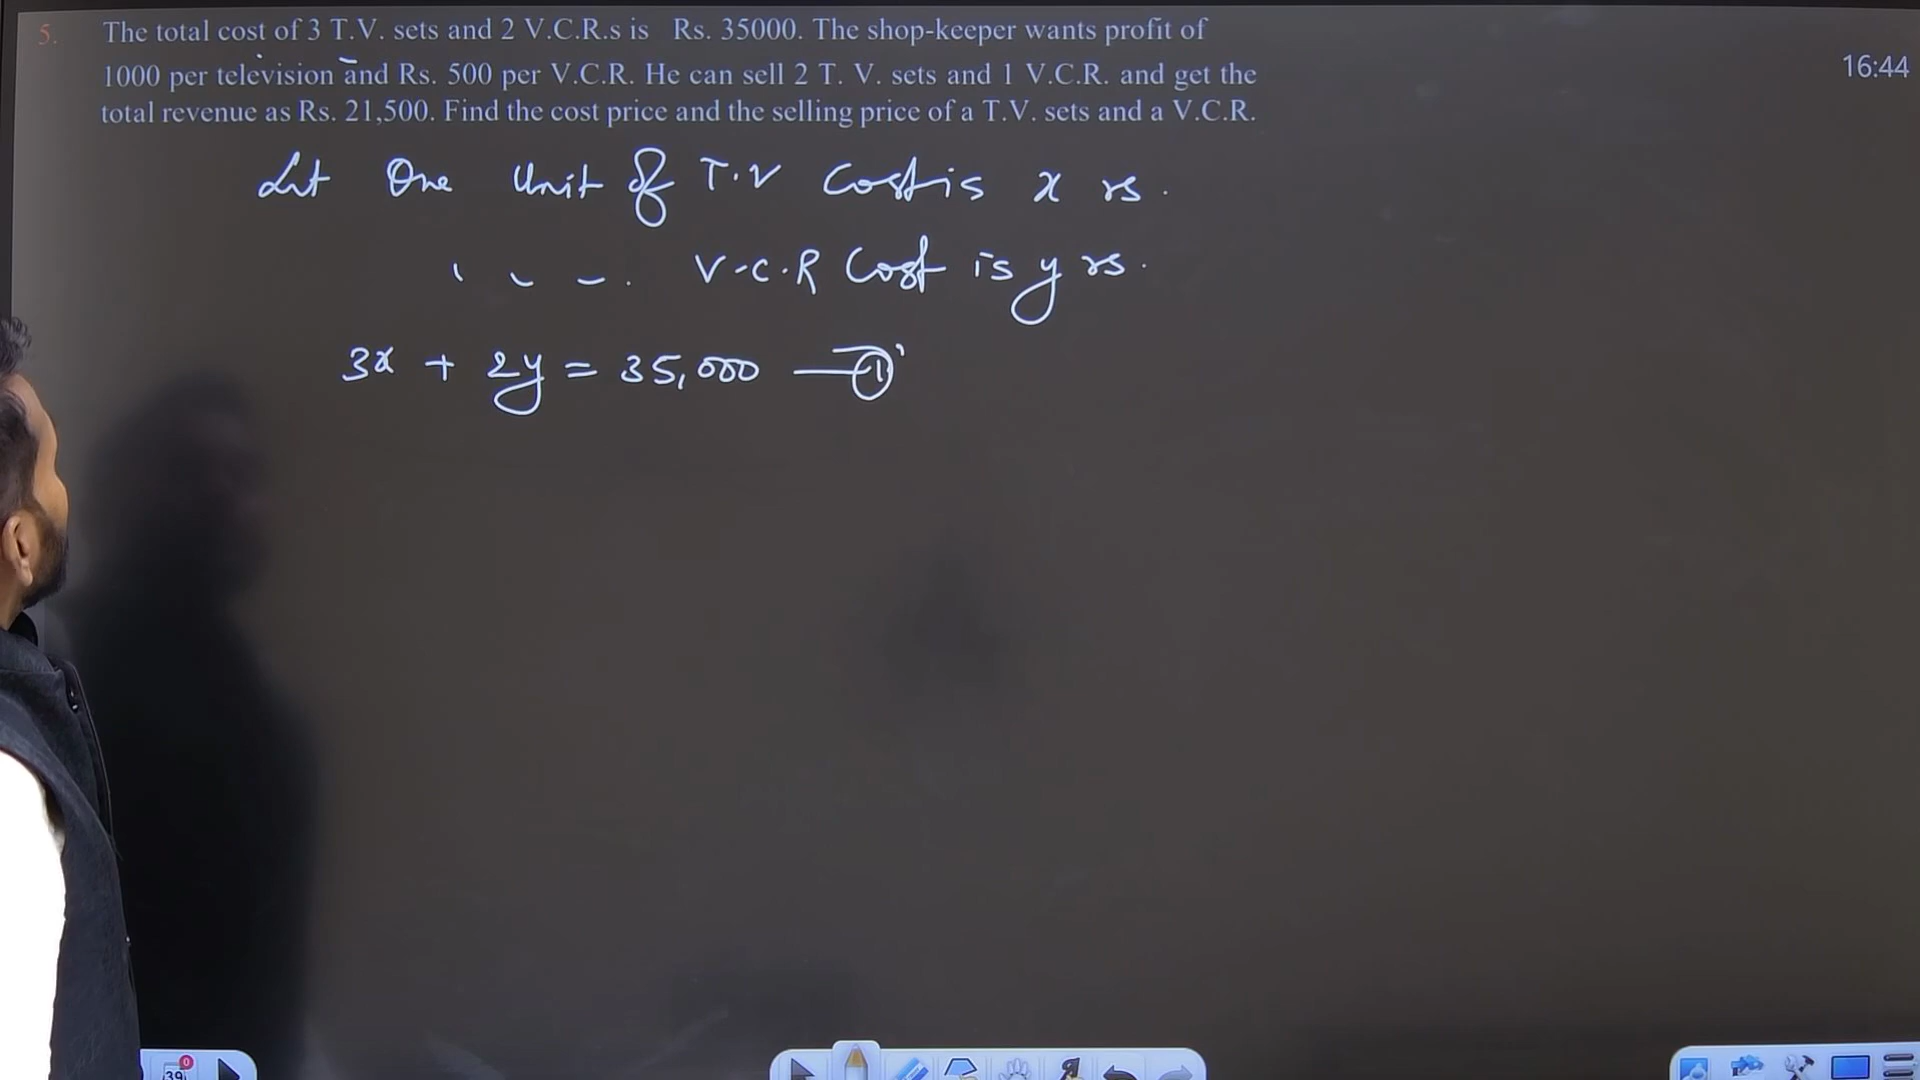 5. The total cost of 3 T.V. sets and 2 V.C.R.s is Rs. 35000. The shop-keeper wants profit of
1000 per television and Rs. 500 per V.C.R. He can sell 2 T. V. sets and 1 V.C.R. and get the
total revenue as Rs. 21,500. Find the cost price and the selling price of a T.V. sets and a V.C.R.
16:44
Let One Unit of T.V Cost is x rs.
V.C.R Cost is y rs.
3x + 2y = 35,000 — ①
39
0